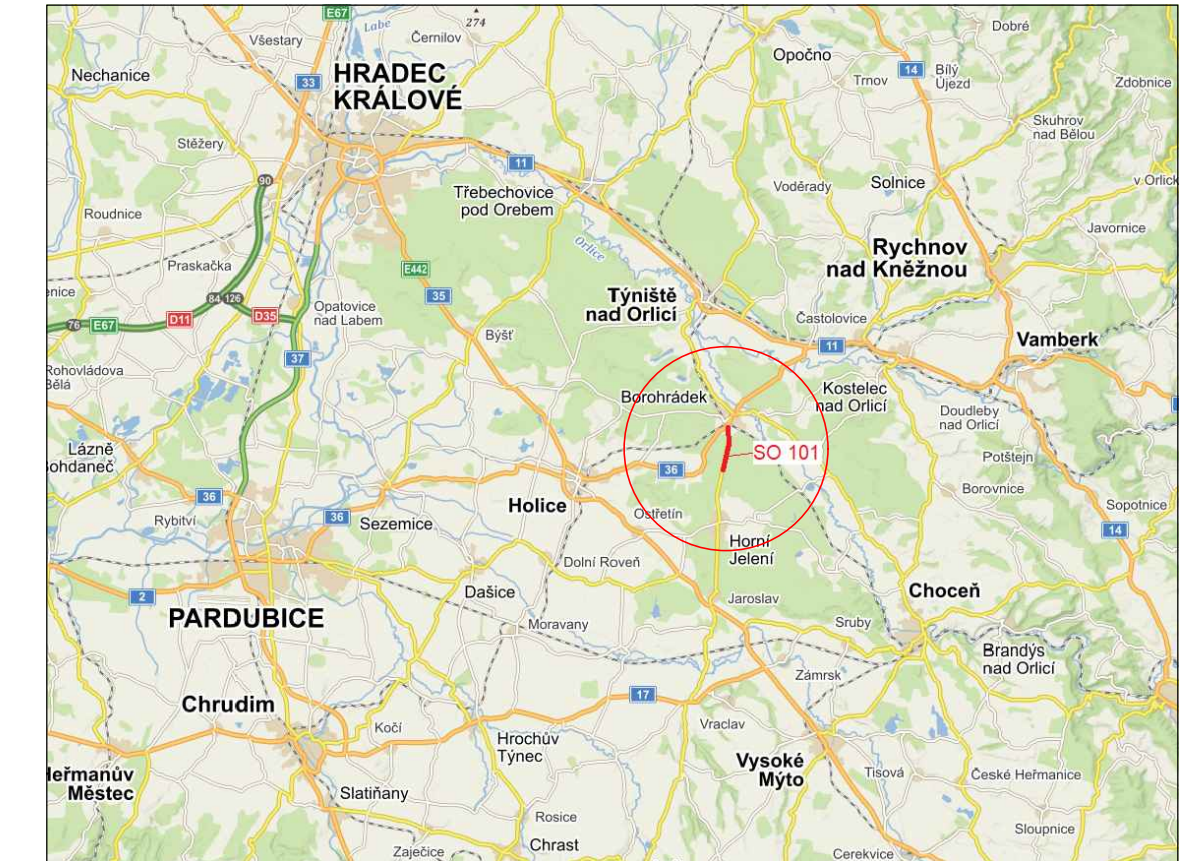 E67
Labe
274
Dobré
Všestary
Černilov
Opočno
Nechanice
33
HRADEC
KRÁLOVÉ
14
Bílý
Újezd
Trnov
Zdobnice
Skuhrov
nad Bělou
Stěžery
11
90
Třebechovice
pod Orebem
Voděrady
Solnice
v Orlick
Roudnice
Javornice
Orlice
Rychnov
nad Kněžnou
Praskačka
E442
35
Týniště
nad Orlicí
enice
84
126
Opatovice
nad Labem
76
E67
D11
D35
Častolovice
Býšť
11
Vamberk
37
Rohovládova
Bělá
Borohrádek
Kostelec
nad Orlicí
Doudleby
nad Orlicí
Lázně
Bohdaneč
SO 101
36
Potštejn
36
Holice
Borovnice
Sopotnice
Rybitví
36
Sezemice
Ostřetín
14
Horní
Jelení
Dolní Roveň
2
Dašice
Jaroslav
Choceň
PARDUBICE
Moravany
Sruby
Brandýs
nad Orlicí
Zámrsk
17
Chrudim
Kočí
Vraclav
Hrochův
Týnec
Vysoké
Mýto
Heřmanův
Městec
Tisová
České Heřmanice
Slatiňany
Rosice
Sloupnice
Zaječice
Chrast
Cerekvice